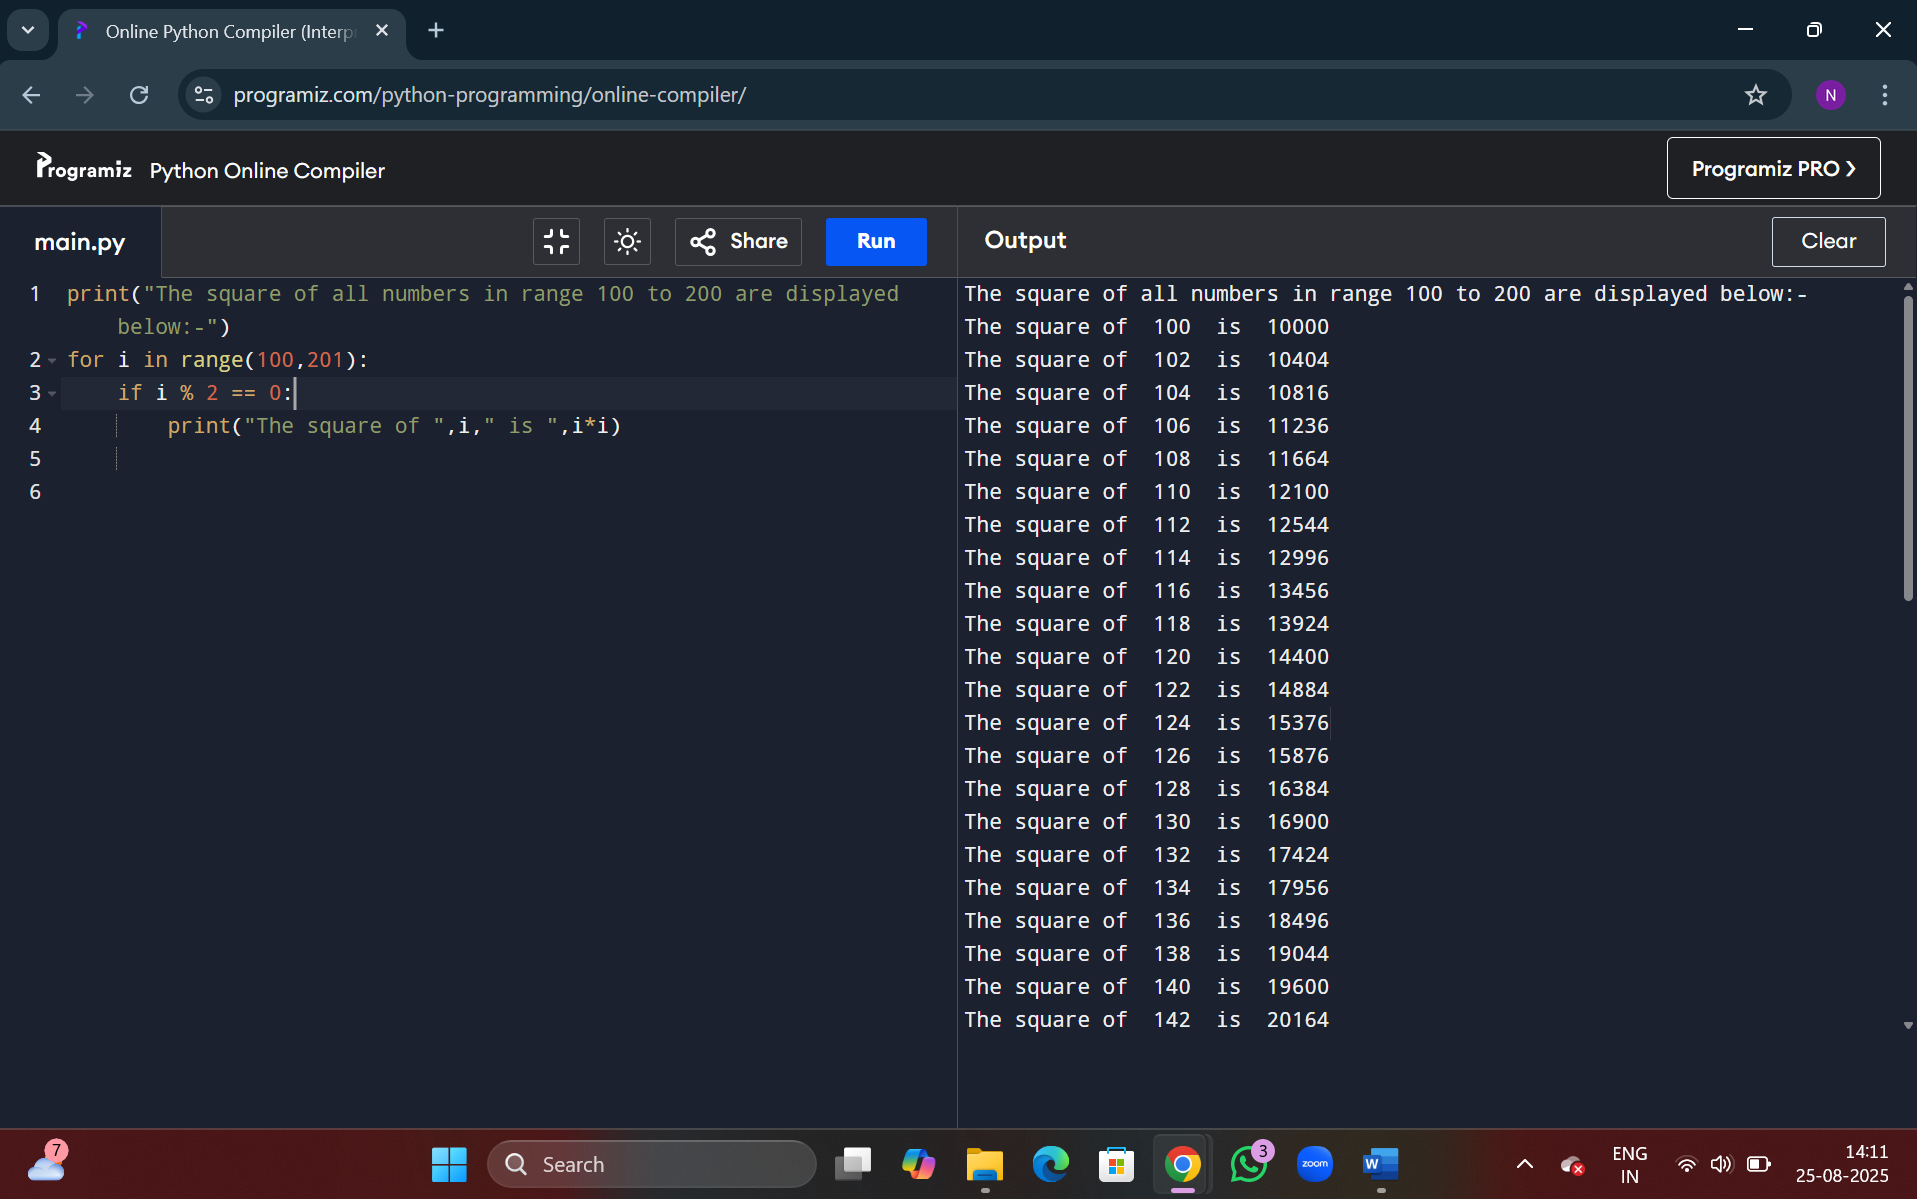 Online Python Compiler (Interp
programiz.com/python-programming/online-compiler/
N
Programiz Python Online Compiler
Programiz PRO
main.py
Share
Run
Output
Clear
1 print("The square of all numbers in range 100 to 200 are displayed
below:-")
2 for i in range(100,201):
3 if i % 2 == 0:
4 print("The square of ",i," is ",i*i)
5
6
The square of all numbers in range 100 to 200 are displayed below:-
The square of  100  is  10000
The square of  102  is  10404
The square of  104  is  10816
The square of  106  is  11236
The square of  108  is  11664
The square of  110  is  12100
The square of  112  is  12544
The square of  114  is  12996
The square of  116  is  13456
The square of  118  is  13924
The square of  120  is  14400
The square of  122  is  14884
The square of  124  is  15376
The square of  126  is  15876
The square of  128  is  16384
The square of  130  is  16900
The square of  132  is  17424
The square of  134  is  17956
The square of  136  is  18496
The square of  138  is  19044
The square of  140  is  19600
The square of  142  is  20164
7
Search
3
zoom
W
ENG
IN
14:11
25-08-2025